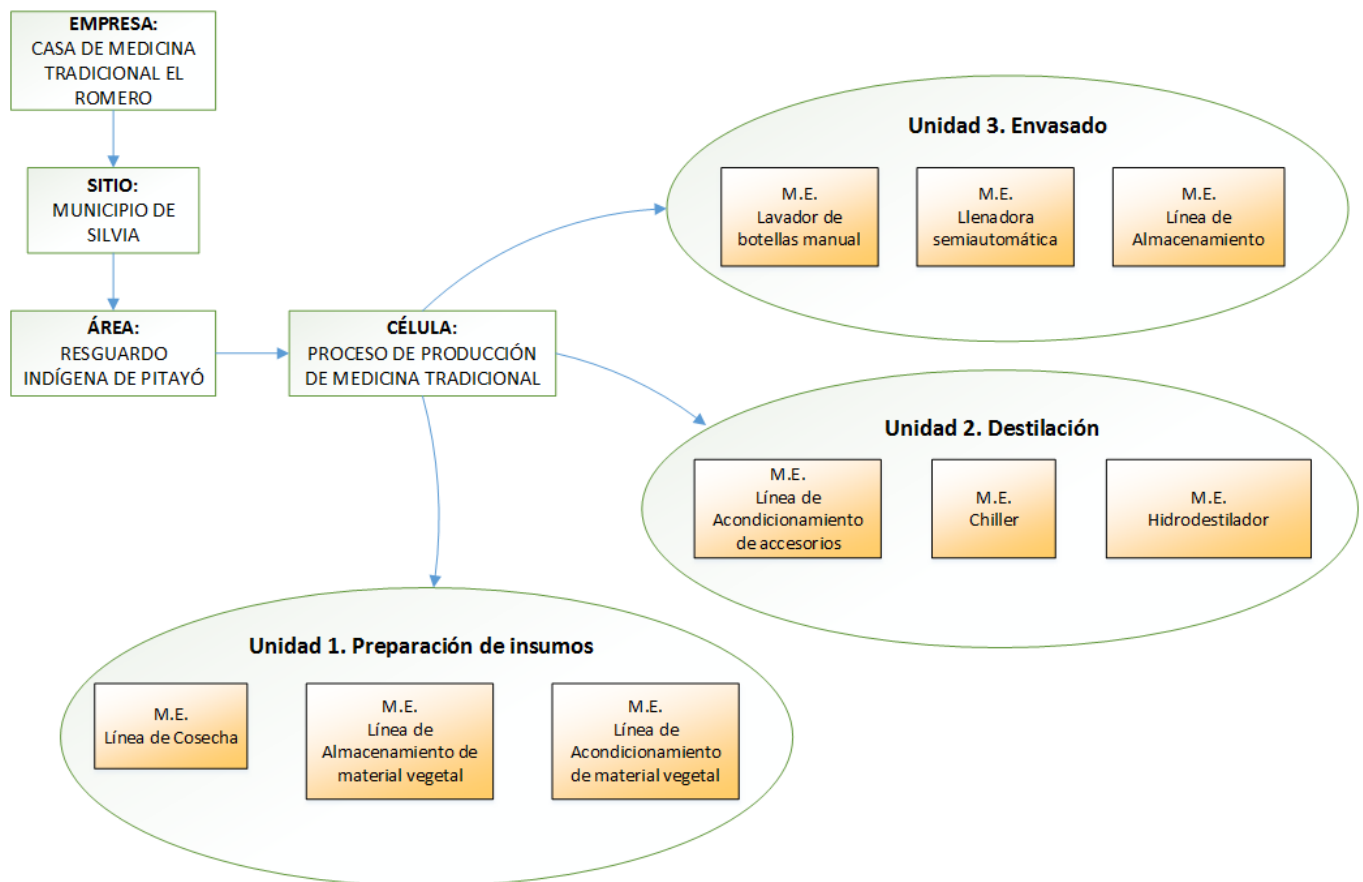 EMPRESA:
CASA DE MEDICINA
TRADICIONAL EL
ROMERO
SITIO:
MUNICIPIO DE
SILVIA
ÁREA:
RESGUARDO
INDÍGENA DE PITAYÓ
CÉLULA:
PROCESO DE PRODUCCIÓN
DE MEDICINA TRADICIONAL
Unidad 3. Envasado
M.E.
Lavador de
botellas manual
M.E.
Llenadora
semiautomática
M.E.
Línea de
Almacenamiento
Unidad 2. Destilación
M.E.
Línea de
Acondicionamiento
de accesorios
M.E.
Chiller
M.E.
Hidrodestilador
Unidad 1. Preparación de insumos
M.E.
Línea de Cosecha
M.E.
Línea de
Almacenamiento de
material vegetal
M.E.
Línea de
Acondicionamiento
de material vegetal